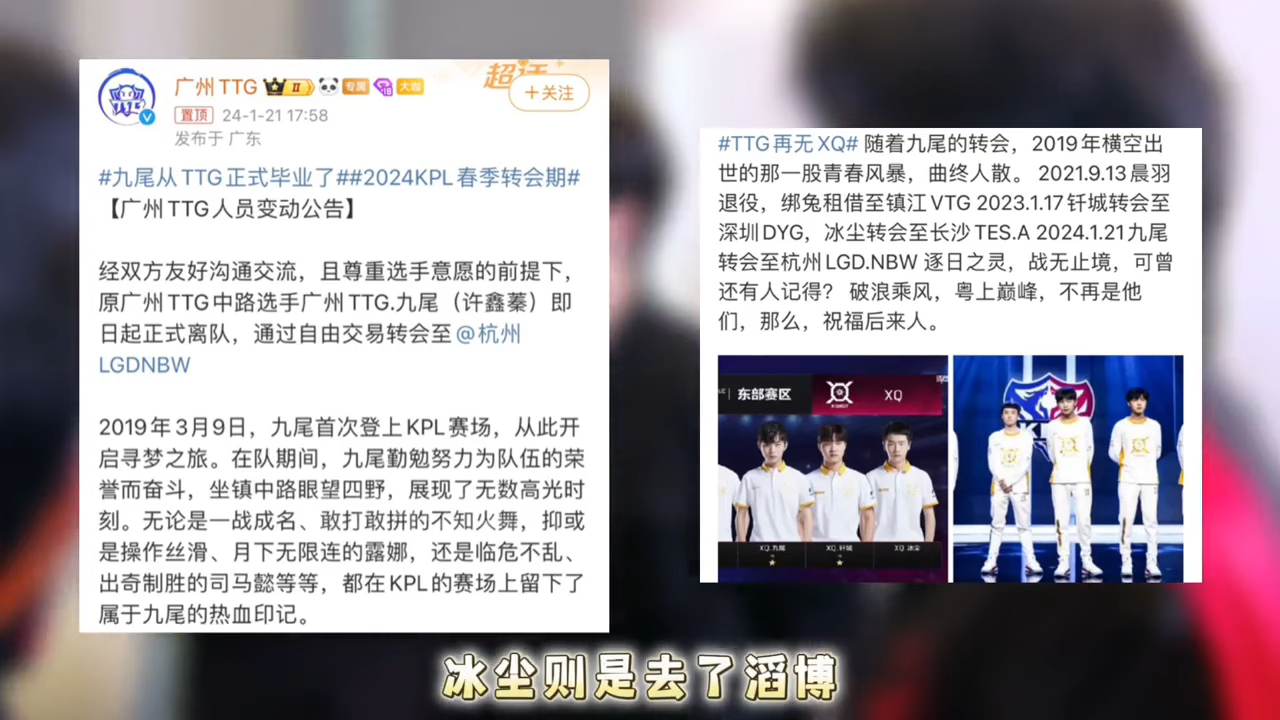 广州TTG
II
专属
18
大咖
超话
+关注
置顶 24-1-21 17:58
发布于 广东
#九尾从TTG正式毕业了##2024KPL春季转会期#
【广州TTG人员变动公告】
经双方友好沟通交流，且尊重选手意愿的前提下，
原广州TTG中路选手广州TTG.九尾（许鑫蓁）即
日起正式离队，通过自由交易转会至@杭州
LGDNBW
2019年3月9日，九尾首次登上KPL赛场，从此开
启寻梦之旅。在队期间，九尾勤勉努力为队伍的荣
誉而奋斗，坐镇中路眼望四野，展现了无数高光时
刻。无论是一战成名、敢打敢拼的不知火舞，抑或
是操作丝滑、月下无限连的露娜，还是临危不乱、
出奇制胜的司马懿等等，都在KPL的赛场上留下了
属于九尾的热血印记。
#TTG再无XQ# 随着九尾的转会，2019年横空出
世的那一股青春风暴，曲终人散。 2021.9.13晨羽
退役，绑兔租借至镇江VTG 2023.1.17钎城转会至
深圳DYG，冰尘转会至长沙TES.A 2024.1.21九尾
转会至杭州LGD.NBW 逐日之灵，战无止境，可曾
还有人记得？ 破浪乘风，粤上巅峰，不再是他
们，那么，祝福后来人。
东部赛区
XQ
XQ.九尾
XQ.钎城
XQ.冰尘
冰尘则是去了滔博